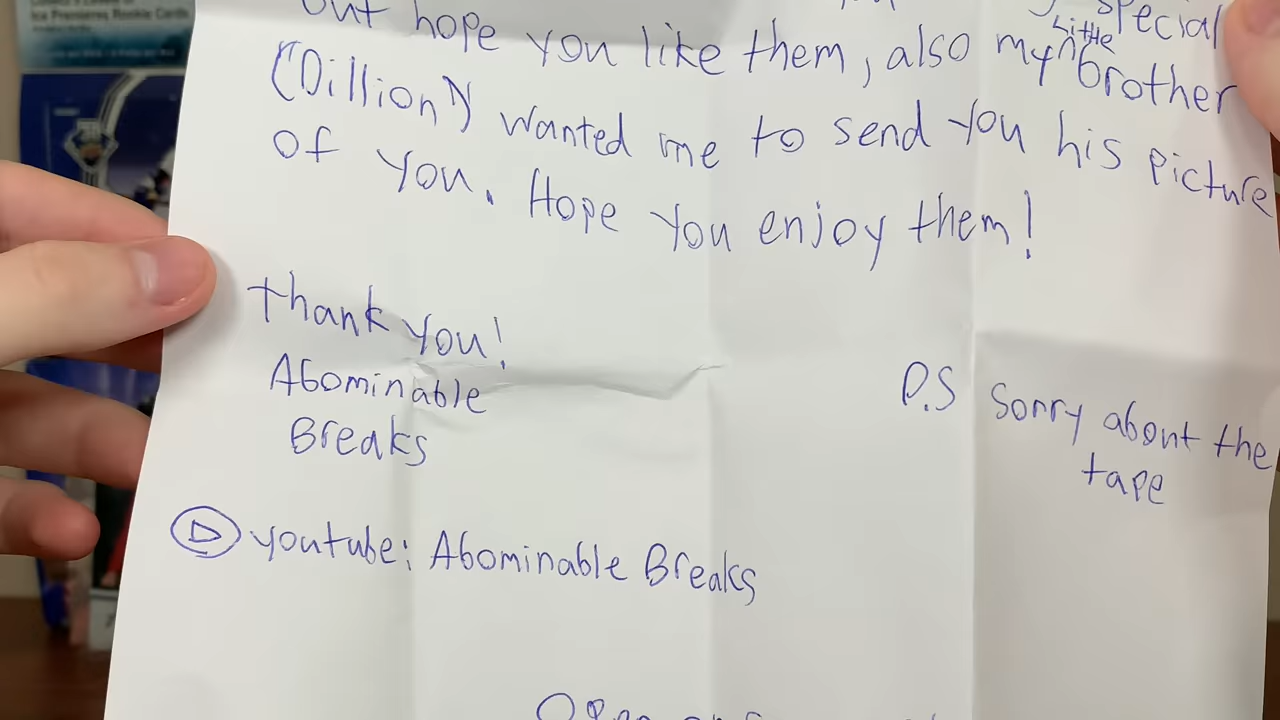 but hope you like them, also my little brother
special
(Dillion) wanted me to send you his picture
of you. Hope you enjoy them!
Thank you!
Abominable
Breaks
P.S Sorry about the
tape
youtube: Abominable Breaks